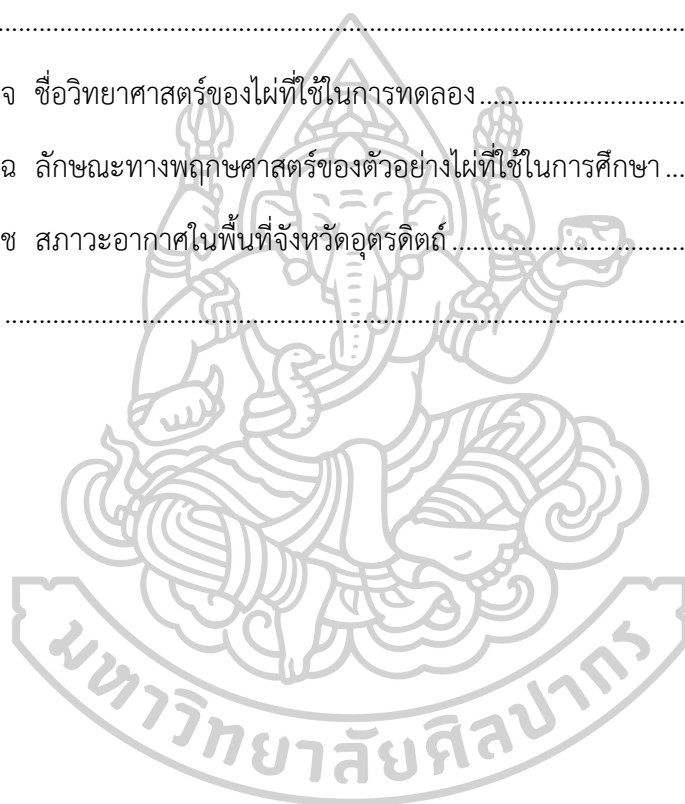 ........................................................................................................
จ ชื่อวิทยาศาสตร์ของไผ่ที่ใช้ในการทดลอง...............................
ฉ ลักษณะทางพฤกษศาสตร์ของตัวอย่างไผ่ที่ใช้ในการศึกษา...
ช สภาวะอากาศในพื้นที่จังหวัดอุตรดิตถ์...................................
........................................................................................................
มหาวิทยาลัยศิลปากร